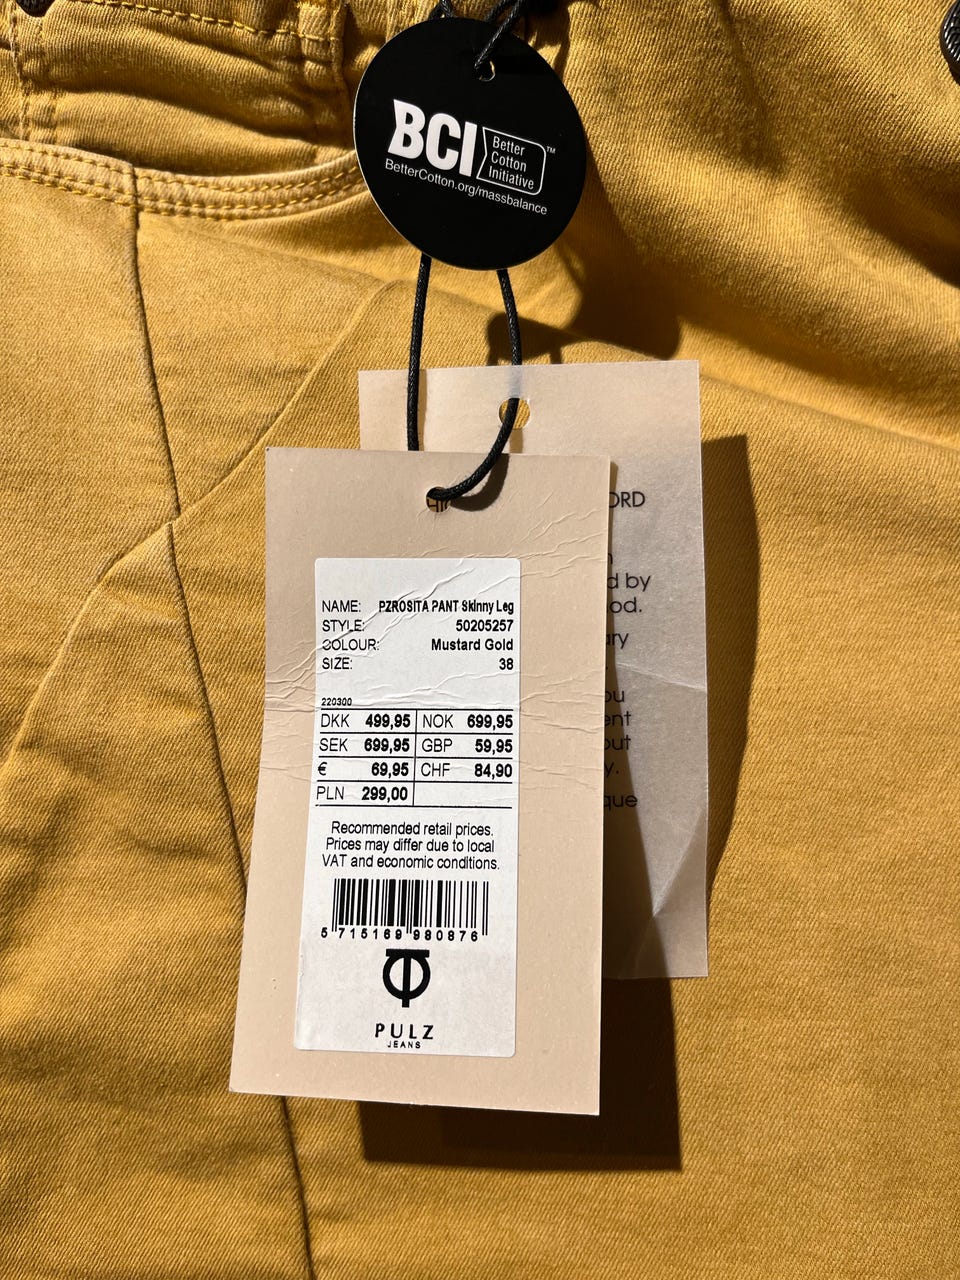 BCI Better
Cotton
Initiative™
BetterCotton.org/massbalance
ORD
d by
od.
ary
ou
ent
out
y.
que
NAME: PZROSITA PANT Skinny Leg
STYLE: 50205257
COLOUR: Mustard Gold
SIZE: 38
220300
DKK 499,95 NOK 699,95
SEK 699,95 GBP 59,95
€ 69,95 CHF 84,90
PLN 299,00
Recommended retail prices.
Prices may differ due to local
VAT and economic conditions.
5 715169 980876
PULZ
JEANS